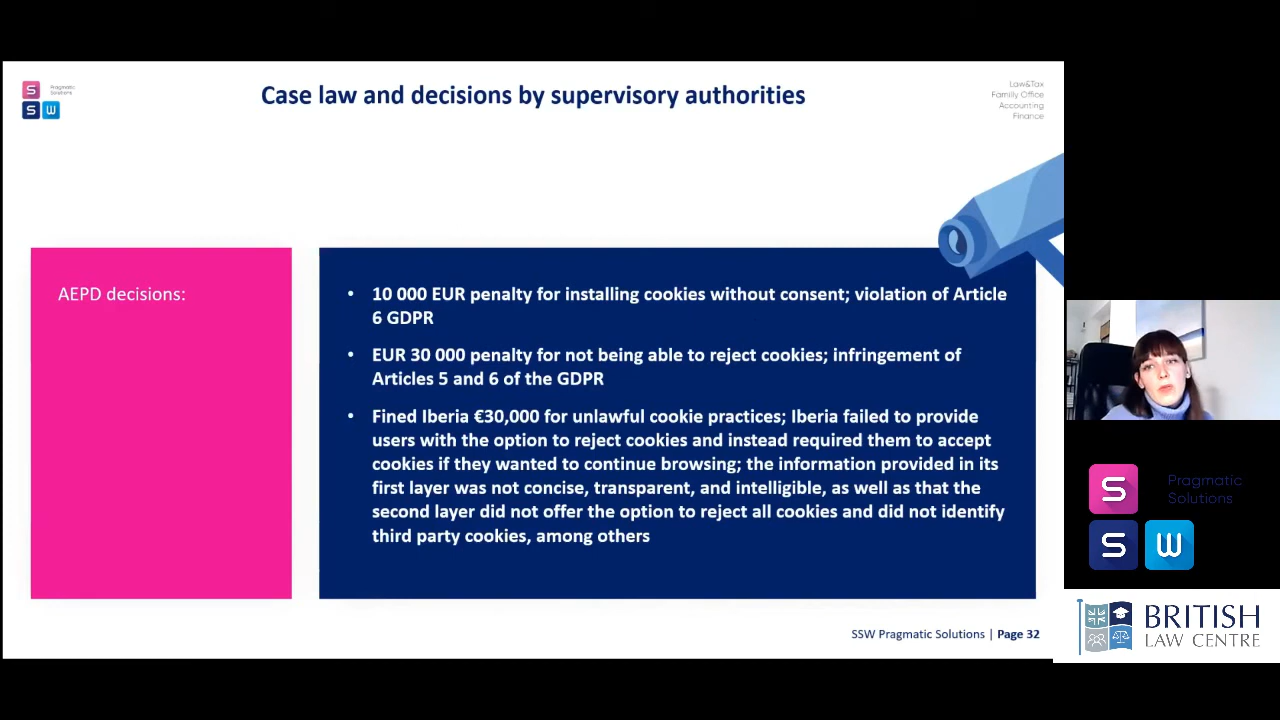 S
Pragmatic
Solutions
S W
Case law and decisions by supervisory authorities
Law&Tax
Family Office
Accounting
Finance
AEPD decisions:
• 10 000 EUR penalty for installing cookies without consent; violation of Article
6 GDPR
• EUR 30 000 penalty for not being able to reject cookies; infringement of
Articles 5 and 6 of the GDPR
• Fined Iberia €30,000 for unlawful cookie practices; Iberia failed to provide
users with the option to reject cookies and instead required them to accept
cookies if they wanted to continue browsing; the information provided in its
first layer was not concise, transparent, and intelligible, as well as that the
second layer did not offer the option to reject all cookies and did not identify
third party cookies, among others
SSW Pragmatic Solutions | Page 32
S
Pragmatic
Solutions
S W
BRITISH
LAW CENTRE